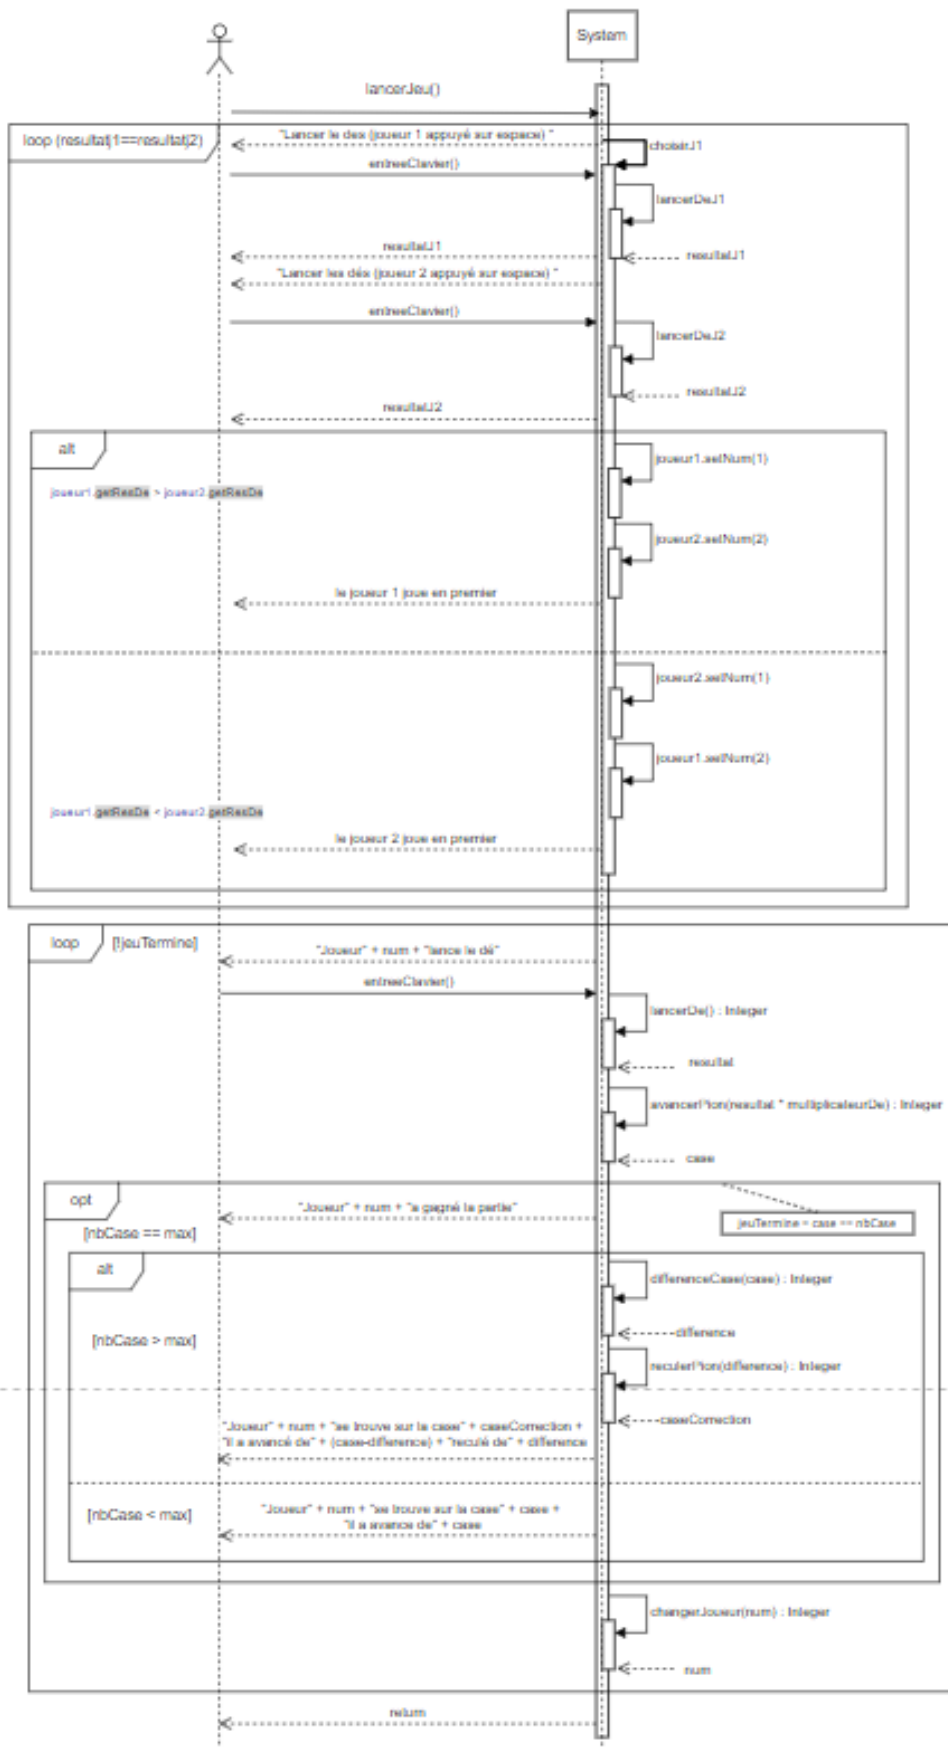 System
lancerJeu()
loop (resultatj1==resultatj2)
"Lancer le des (joueur 1 appuyé sur espace) "
choisirJ1
entreeClavier()
lancerDeJ1
resultatJ1
resultatJ1
"Lancer les dés (joueur 2 appuyé sur espace) "
entreeClavier()
lancerDeJ2
resultatJ2
resultatJ2
alt
joueur1.setNum(1)
joueur1.getResDe > joueur2.getResDe
joueur2.setNum(2)
le joueur 1 joue en premier
joueur2.setNum(1)
joueur1.setNum(2)
joueur1.getResDe < joueur2.getResDe
le joueur 2 joue en premier
loop [!jeuTermine]
"Joueur" + num + "lance le dé"
entreeClavier()
lancerDe() : Integer
resultat
avancerPion(resultat * multiplicateurDe) : Integer
case
opt
"Joueur" + num + "a gagné la partie"
jeuTermine = case == nbCase
[nbCase == max]
alt
differenceCase(case) : Integer
difference
[nbCase > max]
reculerPion(difference) : Integer
caseCorrection
"Joueur" + num + "se trouve sur la case" + caseCorrection +
"il a avancé de" + (case-difference) + "reculé de" + difference
[nbCase < max]
"Joueur" + num + "se trouve sur la case" + case +
"il a avance de" + case
changerJoueur(num) : Integer
num
return